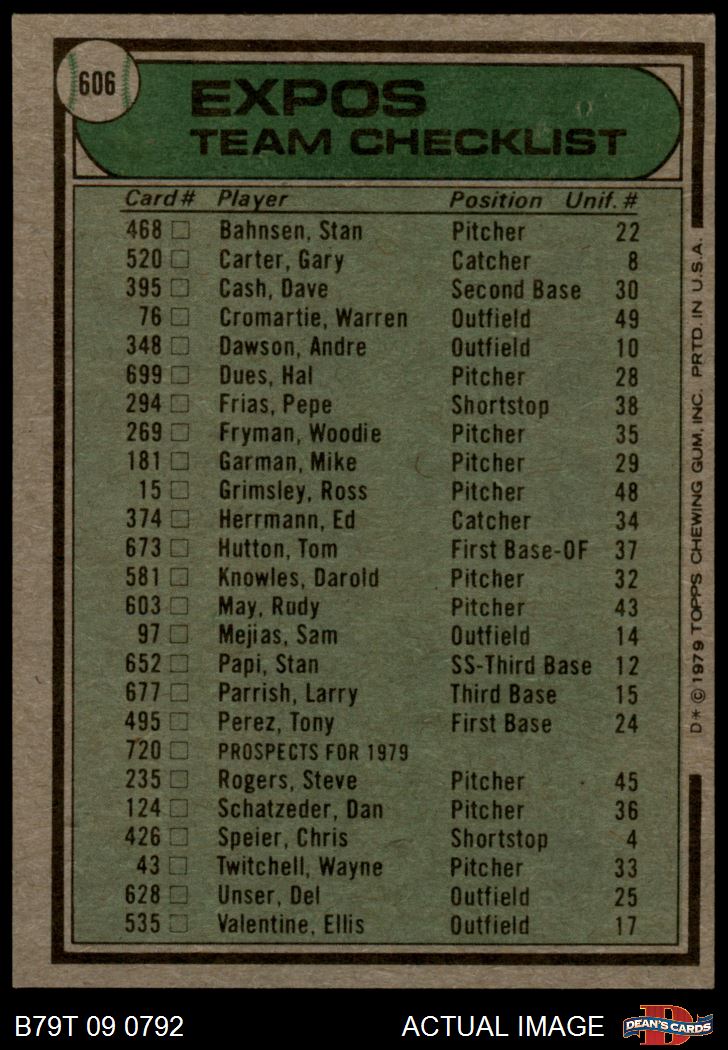 606
EXPOS
TEAM CHECKLIST
Card# Player Position Unif. #
468 Bahnsen, Stan Pitcher 22
520 Carter, Gary Catcher 8
395 Cash, Dave Second Base 30
76 Cromartie, Warren Outfield 49
348 Dawson, Andre Outfield 10
699 Dues, Hal Pitcher 28
294 Frias, Pepe Shortstop 38
269 Fryman, Woodie Pitcher 35
181 Garman, Mike Pitcher 29
15 Grimsley, Ross Pitcher 48
374 Herrmann, Ed Catcher 34
673 Hutton, Tom First Base-OF 37
581 Knowles, Darold Pitcher 32
603 May, Rudy Pitcher 43
97 Mejias, Sam Outfield 14
652 Papi, Stan SS-Third Base 12
677 Parrish, Larry Third Base 15
495 Perez, Tony First Base 24
720 PROSPECTS FOR 1979
235 Rogers, Steve Pitcher 45
124 Schatzeder, Dan Pitcher 36
426 Speier, Chris Shortstop 4
43 Twitchell, Wayne Pitcher 33
628 Unser, Del Outfield 25
535 Valentine, Ellis Outfield 17
D* © 1979 TOPPS CHEWING GUM, INC. PRTD. IN U.S.A.
B79T 09 0792 ACTUAL IMAGE
D
DEAN'S CARDS